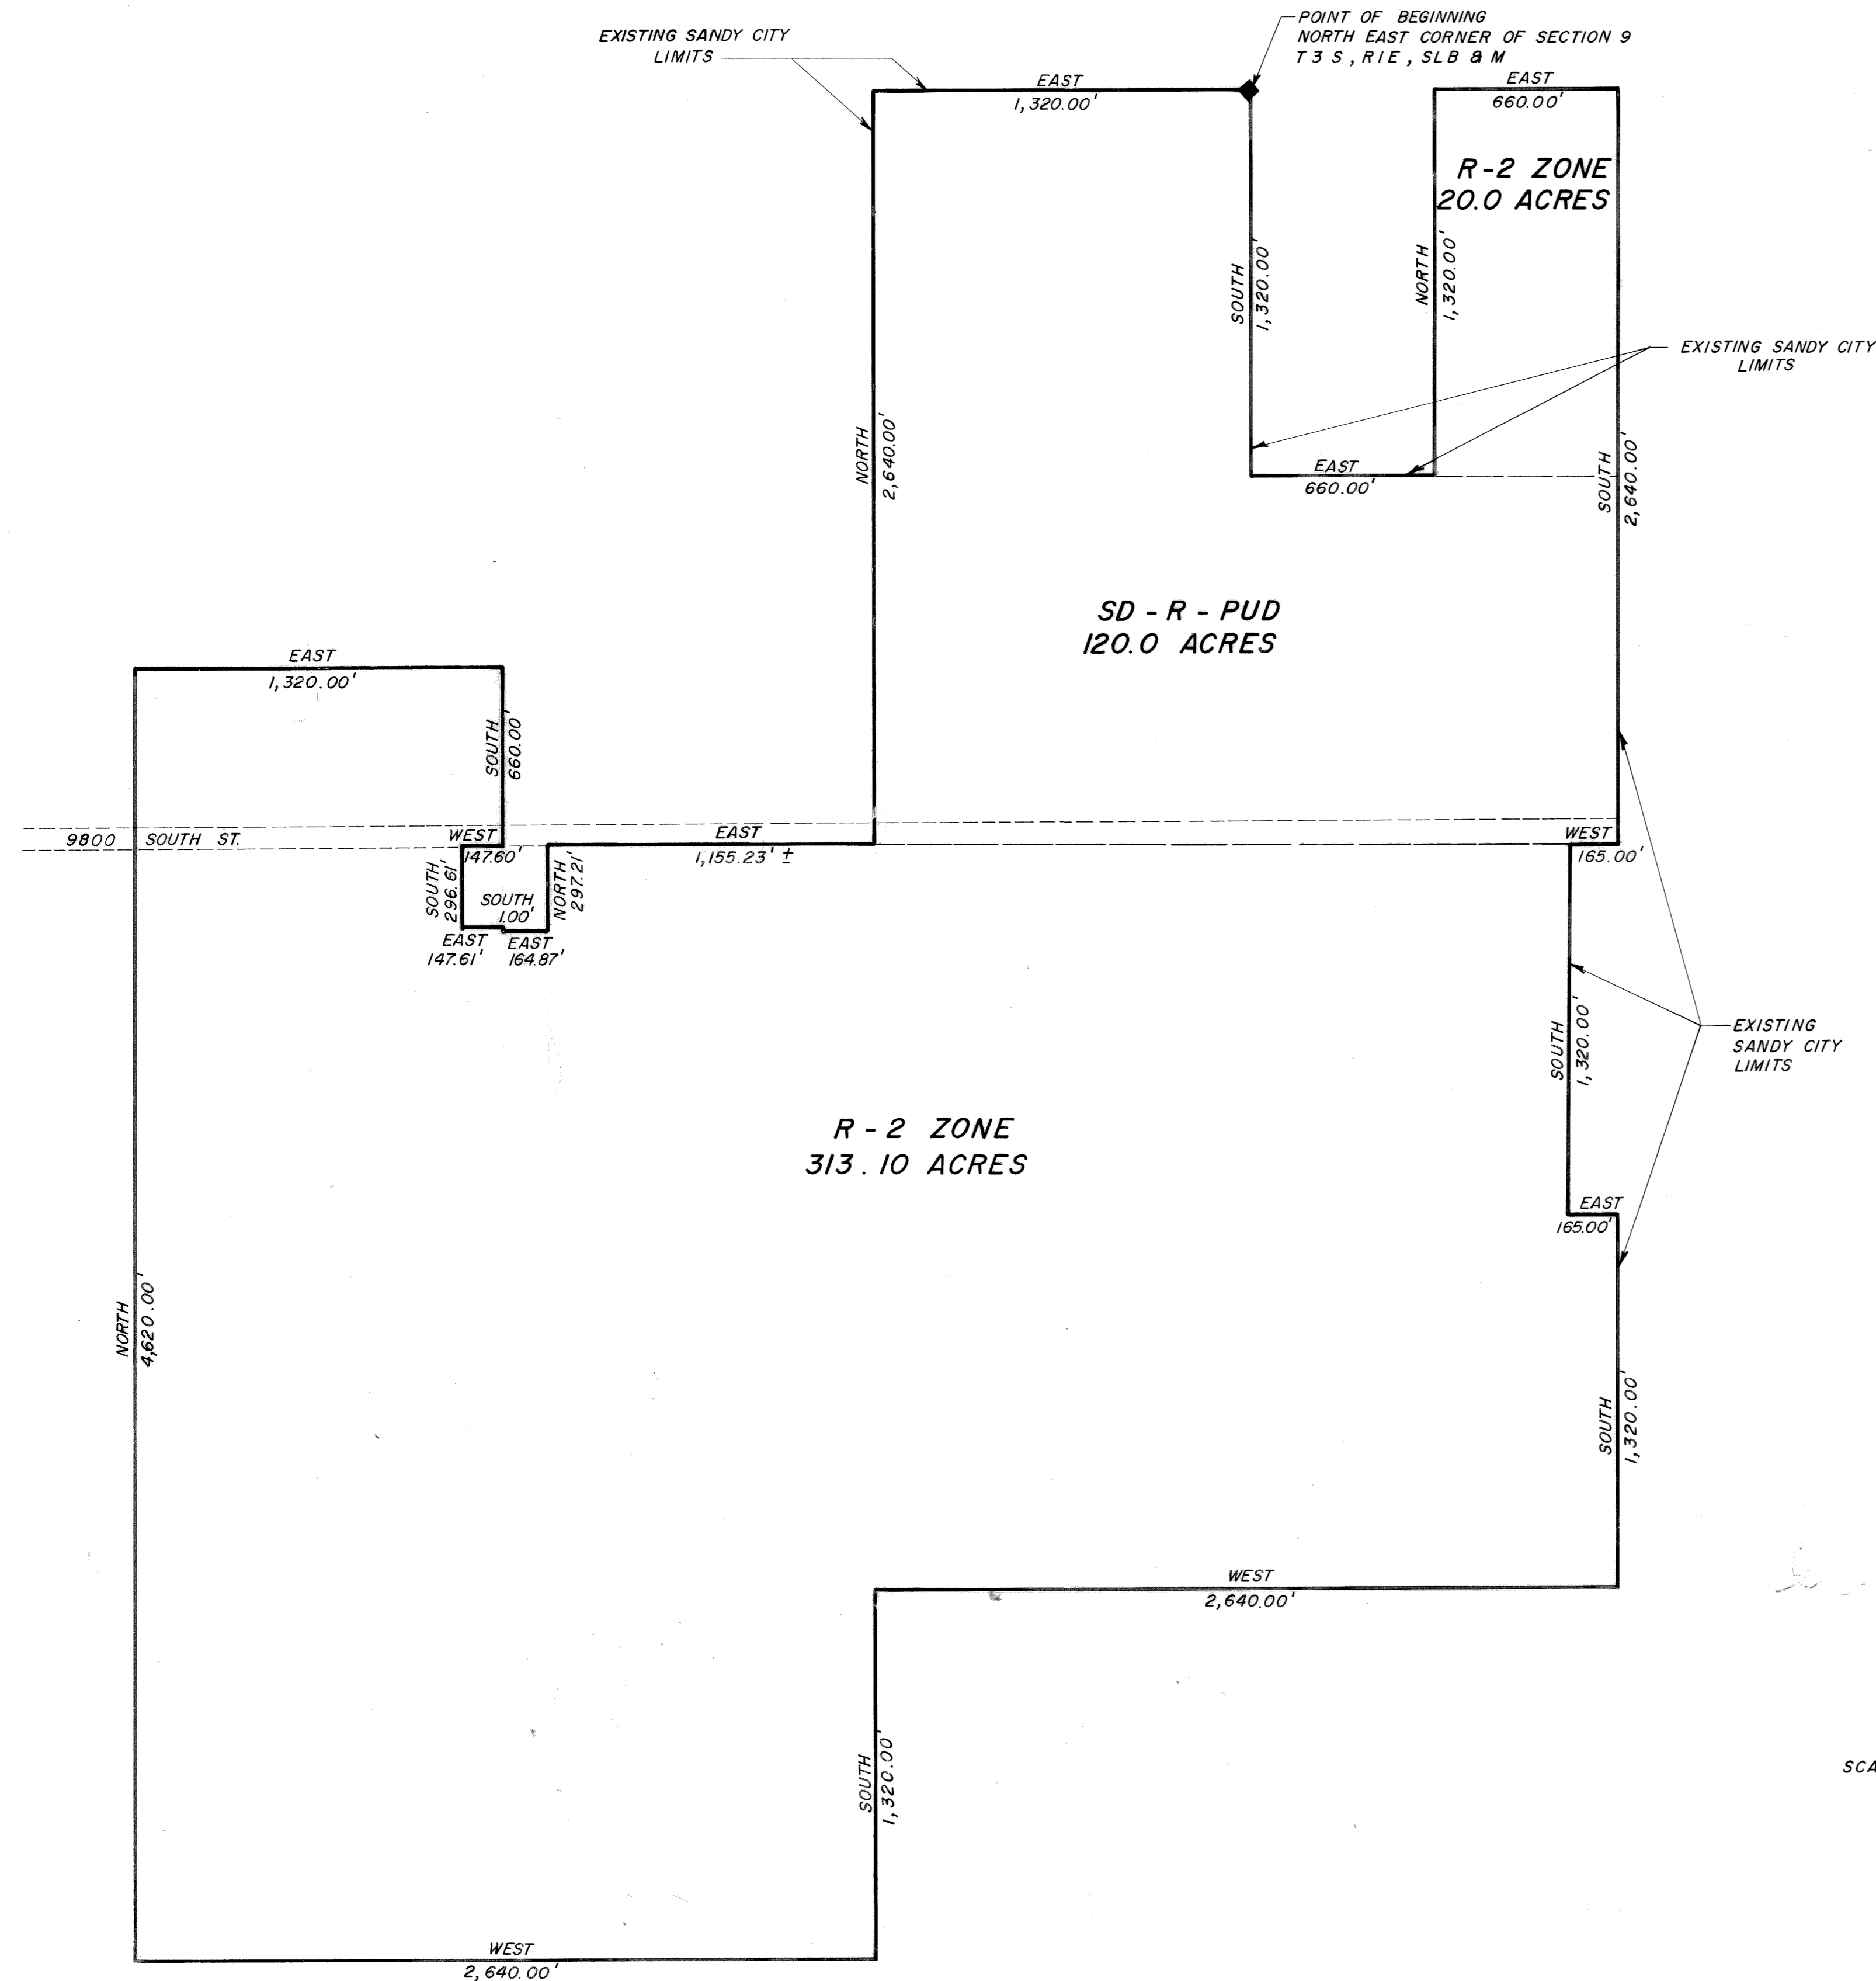 POINT OF BEGINNING
NORTH EAST CORNER OF SECTION 9
T 3 S , R I E , SLB & M
EXISTING SANDY CITY
LIMITS
EAST
1,320.00'
EAST
660.00'
R-2 ZONE
20.0 ACRES
SOUTH
1,320.00'
NORTH
1,320.00'
EXISTING SANDY CITY
LIMITS
NORTH
2,640.00'
EAST
660.00'
SOUTH
2,640.00'
SD - R - PUD
120.0 ACRES
EAST
1,320.00'
SOUTH
660.00'
9800 SOUTH ST.
WEST
147.60'
EAST
1,155.23' ±
WEST
165.00'
SOUTH
296.61'
SOUTH
1.00'
NORTH
297.21'
EAST
147.61'
EAST
164.87'
SOUTH
1,320.00'
EXISTING
SANDY CITY
LIMITS
R - 2 ZONE
313.10 ACRES
EAST
165.00'
NORTH
4,620.00'
SOUTH
1,320.00'
WEST
2,640.00'
SOUTH
1,320.00'
SCA
WEST
2,640.00'